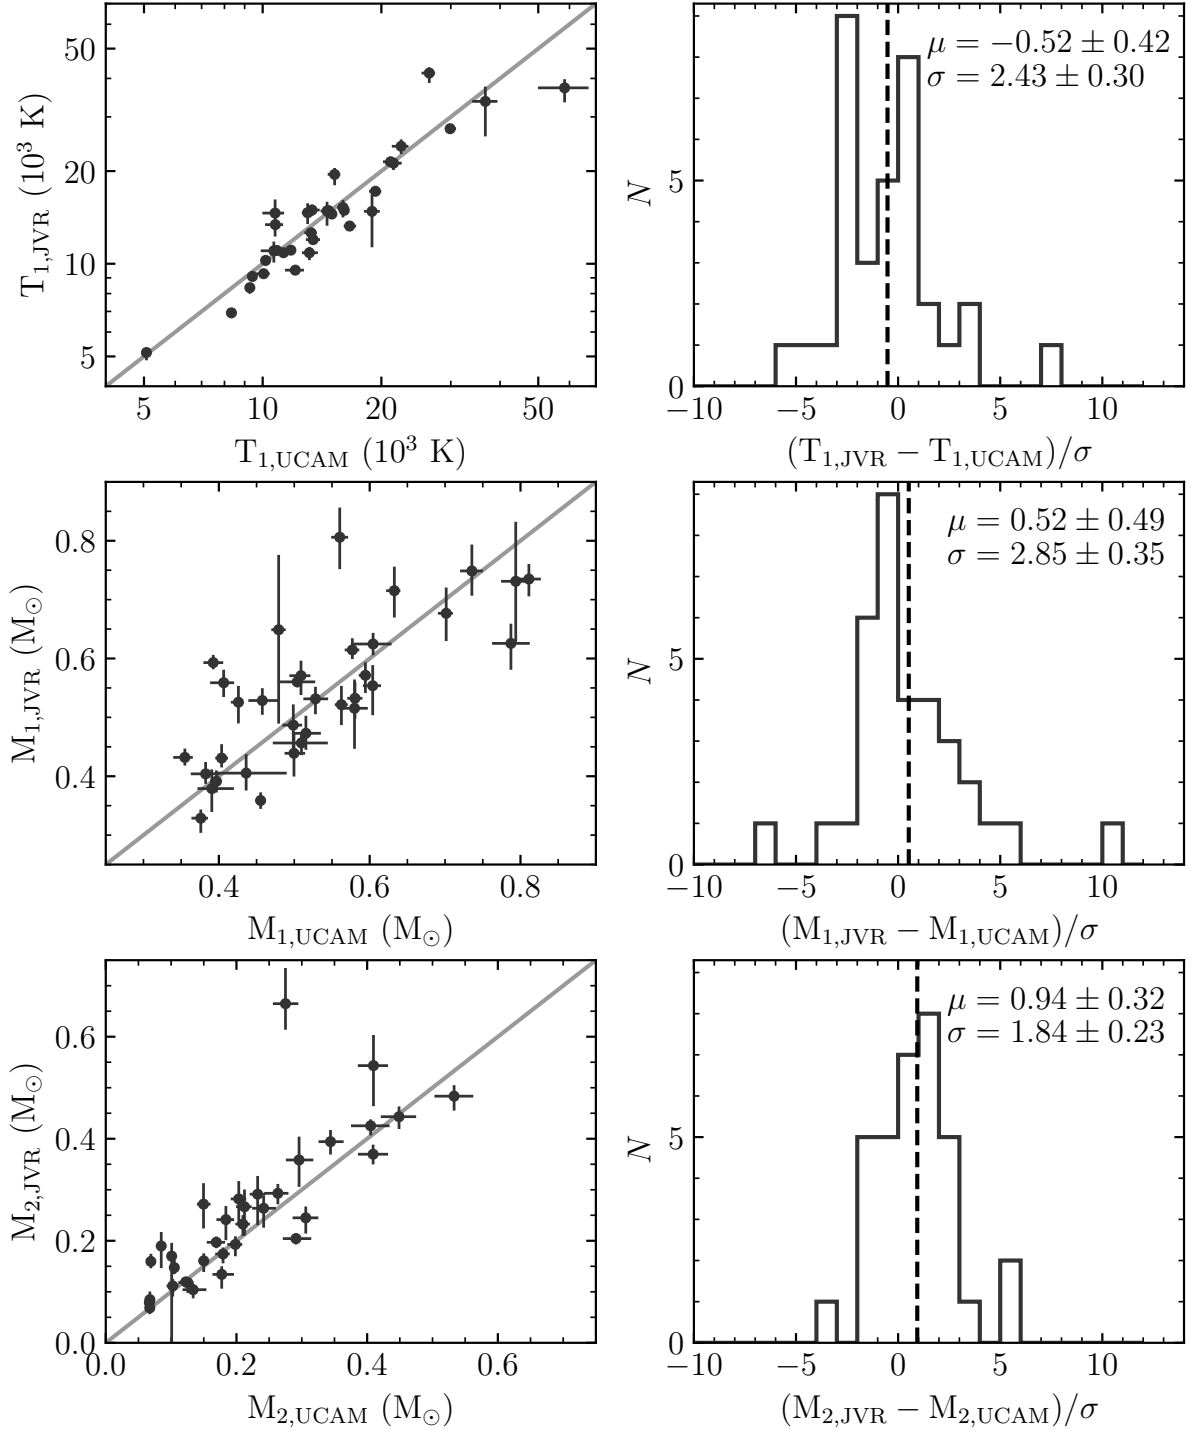 50
20
10
5
T1,JVR (10³ K)
5 10 20 50
T1,UCAM (10³ K)
μ = −0.52 ± 0.42
σ = 2.43 ± 0.30
5
0
N
−10 −5 0 5 10
(T1,JVR − T1,UCAM)/σ
0.8
0.6
0.4
M1,JVR (M⊙)
0.4 0.6 0.8
M1,UCAM (M⊙)
μ = 0.52 ± 0.49
σ = 2.85 ± 0.35
5
0
N
−10 −5 0 5 10
(M1,JVR − M1,UCAM)/σ
0.6
0.4
0.2
0.0
M2,JVR (M⊙)
0.0 0.2 0.4 0.6
M2,UCAM (M⊙)
μ = 0.94 ± 0.32
σ = 1.84 ± 0.23
5
0
N
−10 −5 0 5 10
(M2,JVR − M2,UCAM)/σ